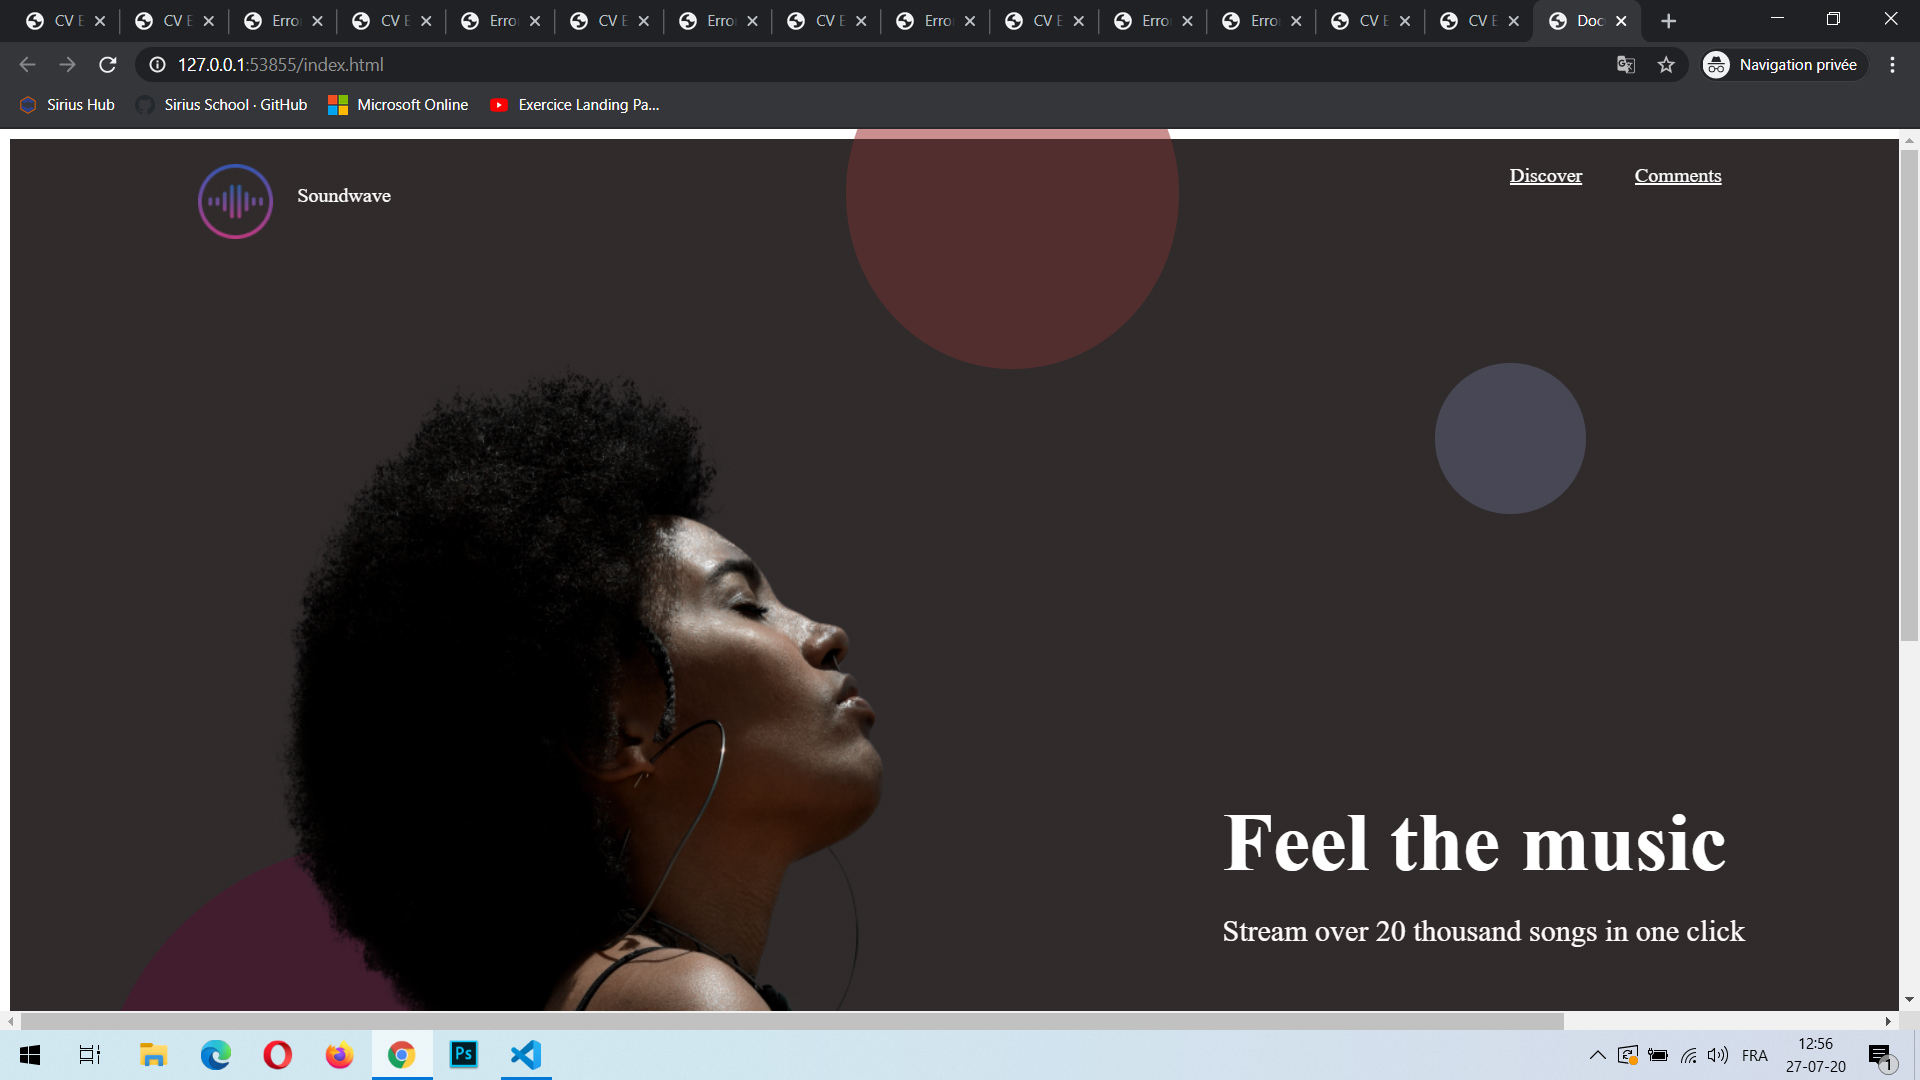 CV E
CV E
Erro
CV E
Erro
CV E
Erro
CV E
Erro
CV E
Erro
Erro
CV E
CV E
Doc
127.0.0.1:53855/index.html
Navigation privée
Sirius Hub
Sirius School · GitHub
Microsoft Online
Exercice Landing Pa...
Soundwave
Discover
Comments
Feel the music
Stream over 20 thousand songs in one click
Ps
FRA
12:56
27-07-20
1